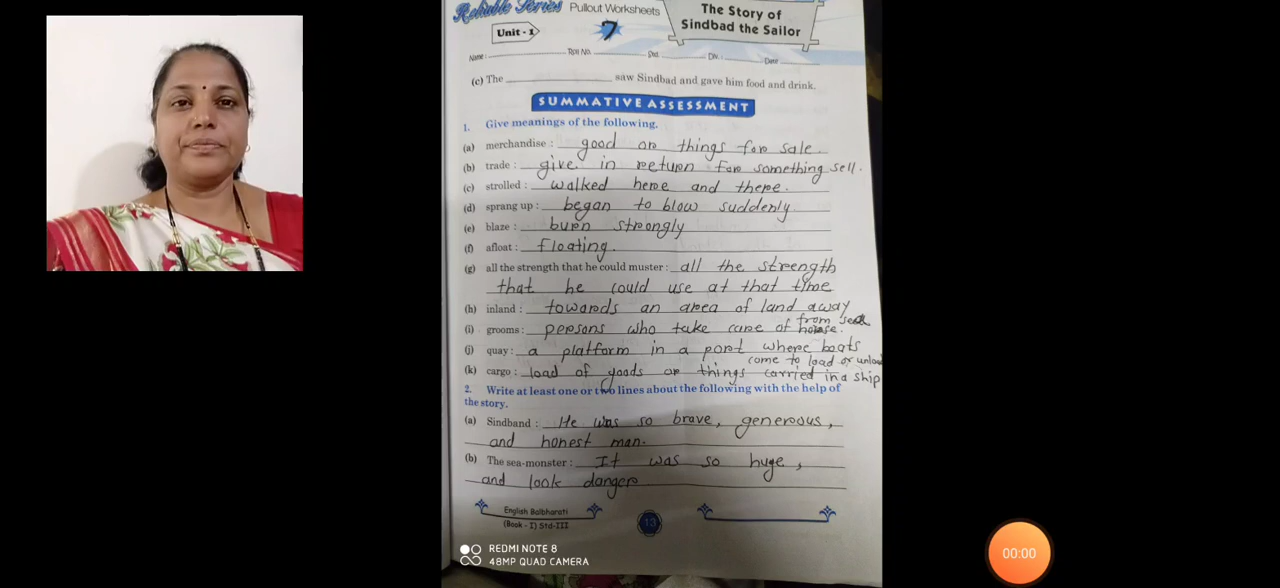 Reliable Series Pullout Worksheets
The Story of
Sindbad the Sailor
Unit - I
7
Name: Roll No. Std. Div.: Date
(c) The ____________ saw Sindbad and gave him food and drink.
SUMMATIVE ASSESSMENT
1. Give meanings of the following.
(a) merchandise : good or things for sale.
(b) trade : give in return for something sell.
(c) strolled : walked here and there.
(d) sprang up : began to blow suddenly
(e) blaze : burn strongly
(f) afloat : floating.
(g) all the strength that he could muster : all the strength
that he could use at that time
(h) inland : towards an area of land away
from sea
(i) grooms : persons who take care of horse.
(j) quay : a platform in a port where boats
come to load or unload
(k) cargo : load of goods or things carried in a ship
2. Write at least one or two lines about the following with the help of
the story.
(a) Sindband : He was so brave, generous,
and honest man.
(b) The sea-monster : It was so huge,
and look danger
English Balbharati
(Book - I) Std-III
13
REDMI NOTE 8
48MP QUAD CAMERA
00:00